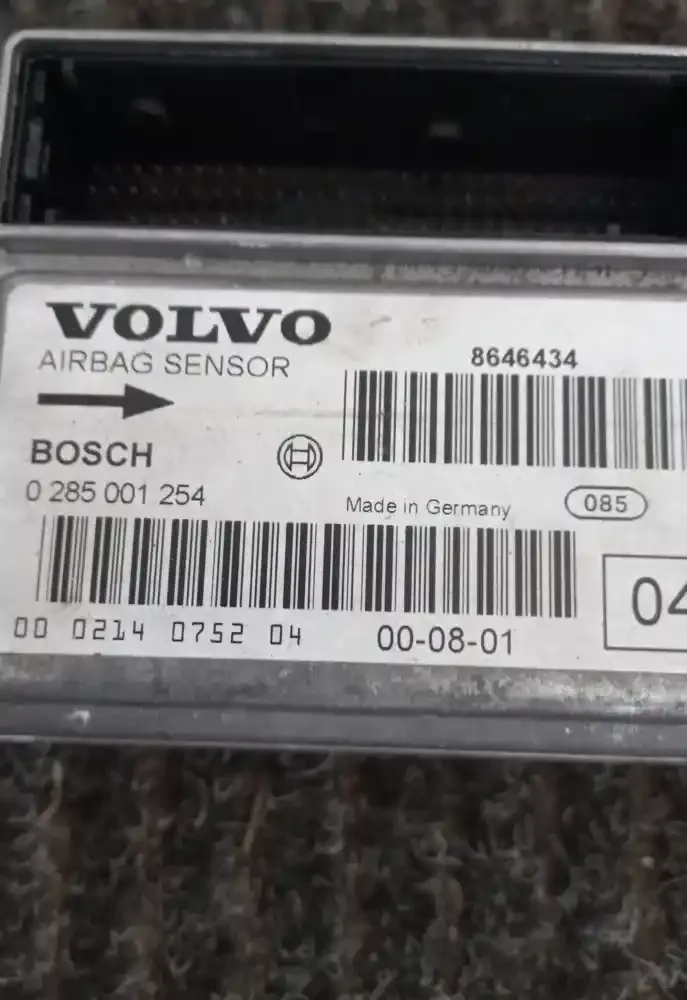 VOLVO
AIRBAG SENSOR
8646434
BOSCH
0 285 001 254
Made in Germany
085
04
00 0214 0752 04
00-08-01